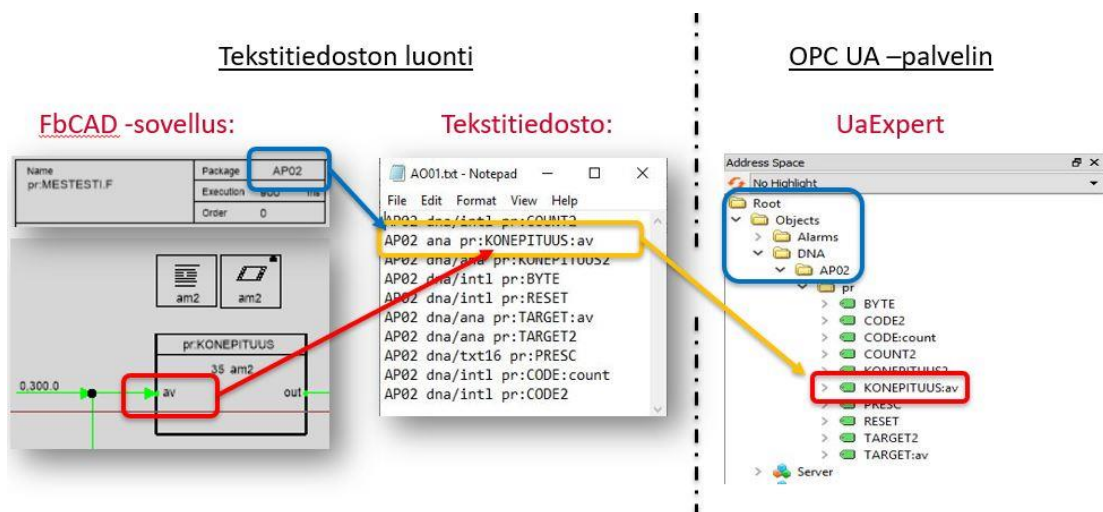 Tekstitiedoston luonti
OPC UA –palvelin
FbCAD -sovellus:
Tekstitiedosto:
UaExpert
Name
pr:MESTESTI.F
Package AP02
Execution ms
Order 0
am2 am2
pr:KONEPITUUS
35 am2
0,300.0
av out
AO01.txt - Notepad
File Edit Format View Help
AP02 dna/intl pr:COUNT2
AP02 ana pr:KONEPITUUS:av
AP02 dna/ana pr:KONEPITUUS2
AP02 dna/intl pr:BYTE
AP02 dna/intl pr:RESET
AP02 dna/ana pr:TARGET:av
AP02 dna/ana pr:TARGET2
AP02 dna/txt16 pr:PRESC
AP02 dna/intl pr:CODE:count
AP02 dna/intl pr:CODE2
Address Space
No Highlight
Root
Objects
Alarms
DNA
AP02
pr
BYTE
CODE2
CODE:count
COUNT2
KONEPITUUS2
KONEPITUUS:av
PRESC
RESET
TARGET2
TARGET:av
Server